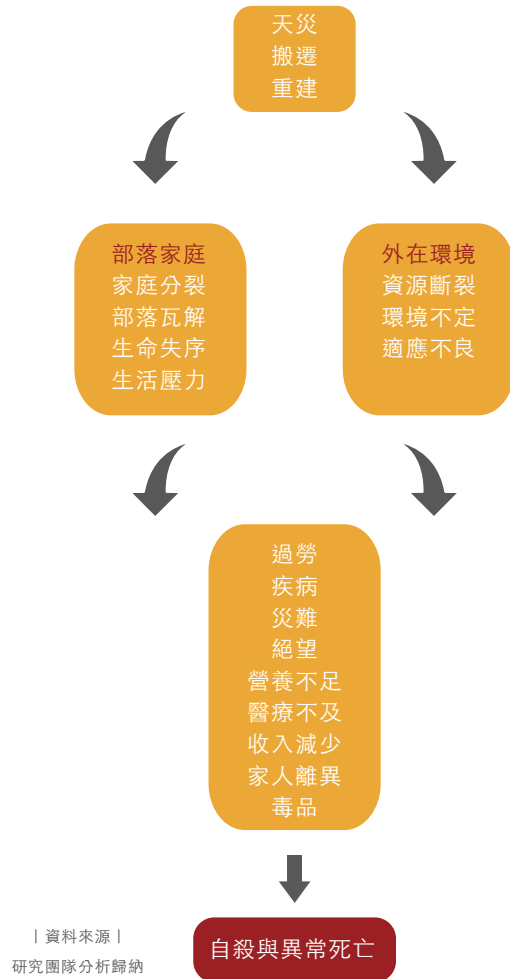 天災
搬遷
重建
部落家庭
家庭分裂
部落瓦解
生命失序
生活壓力
外在環境
資源斷裂
環境不定
適應不良
過勞
疾病
災難
絕望
營養不足
醫療不及
收入減少
家人離異
毒品
自殺與異常死亡
｜資料來源｜
研究團隊分析歸納